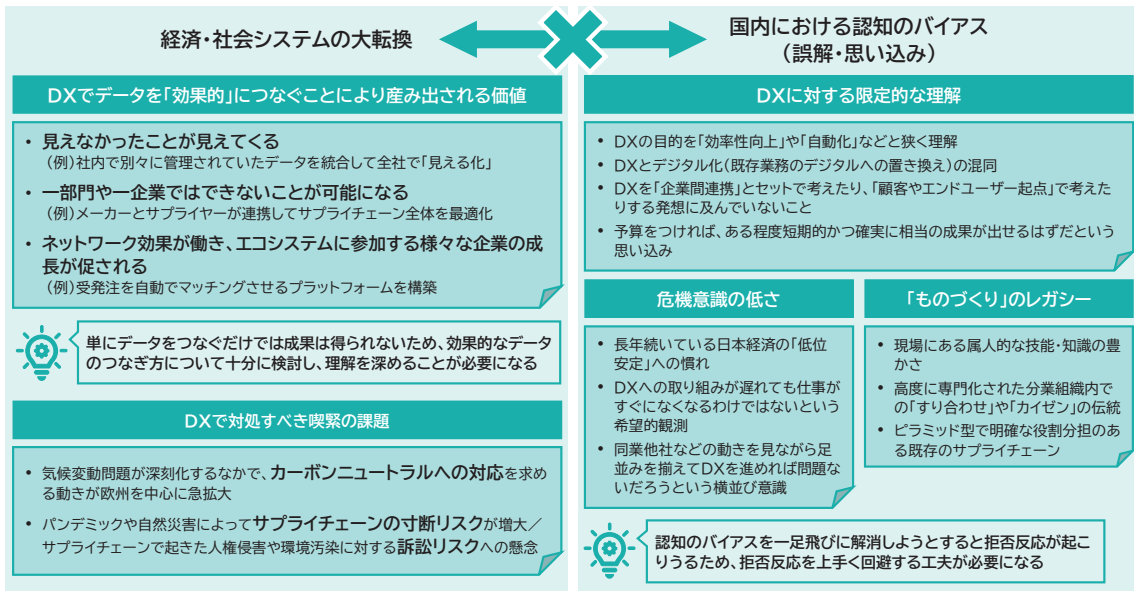 経済・社会システムの大転換
DXでデータを「効果的」につなぐことにより産み出される価値
• 見えなかったことが見えてくる
(例)社内で別々に管理されていたデータを統合して全社で「見える化」
• 一部門や一企業ではできないことが可能になる
(例)メーカーとサプライヤーが連携してサプライチェーン全体を最適化
• ネットワーク効果が働き、エコシステムに参加する様々な企業の成
長が促される
(例)受発注を自動でマッチングさせるプラットフォームを構築
単にデータをつなぐだけでは成果は得られないため、効果的なデータ
のつなぎ方について十分に検討し、理解を深めることが必要になる
DXで対処すべき喫緊の課題
• 気候変動問題が深刻化するなかで、カーボンニュートラルへの対応を求め
る動きが欧州を中心に急拡大
• パンデミックや自然災害によってサプライチェーンの寸断リスクが増大／
サプライチェーンで起きた人権侵害や環境汚染に対する訴訟リスクへの懸念
国内における認知のバイアス
(誤解・思い込み)
DXに対する限定的な理解
• DXの目的を「効率性向上」や「自動化」などと狭く理解
• DXとデジタル化(既存業務のデジタルへの置き換え)の混同
• DXを「企業間連携」とセットで考えたり、「顧客やエンドユーザー起点」で考えた
りする発想に及んでいないこと
• 予算をつければ、ある程度短期的かつ確実に相当の成果が出せるはずだという
思い込み
危機意識の低さ
• 長年続いている日本経済の「低位
安定」への慣れ
• DXへの取り組みが遅れても仕事が
すぐになくなるわけではないという
希望的観測
• 同業他社などの動きを見ながら足
並みを揃えてDXを進めれば問題な
いだろうという横並び意識
「ものづくり」のレガシー
• 現場にある属人的な技能・知識の豊
かさ
• 高度に専門化された分業組織内で
の「すり合わせ」や「カイゼン」の伝統
• ピラミッド型で明確な役割分担のあ
る既存のサプライチェーン
認知のバイアスを一足飛びに解消しようとすると拒否反応が起こ
りうるため、拒否反応を上手く回避する工夫が必要になる